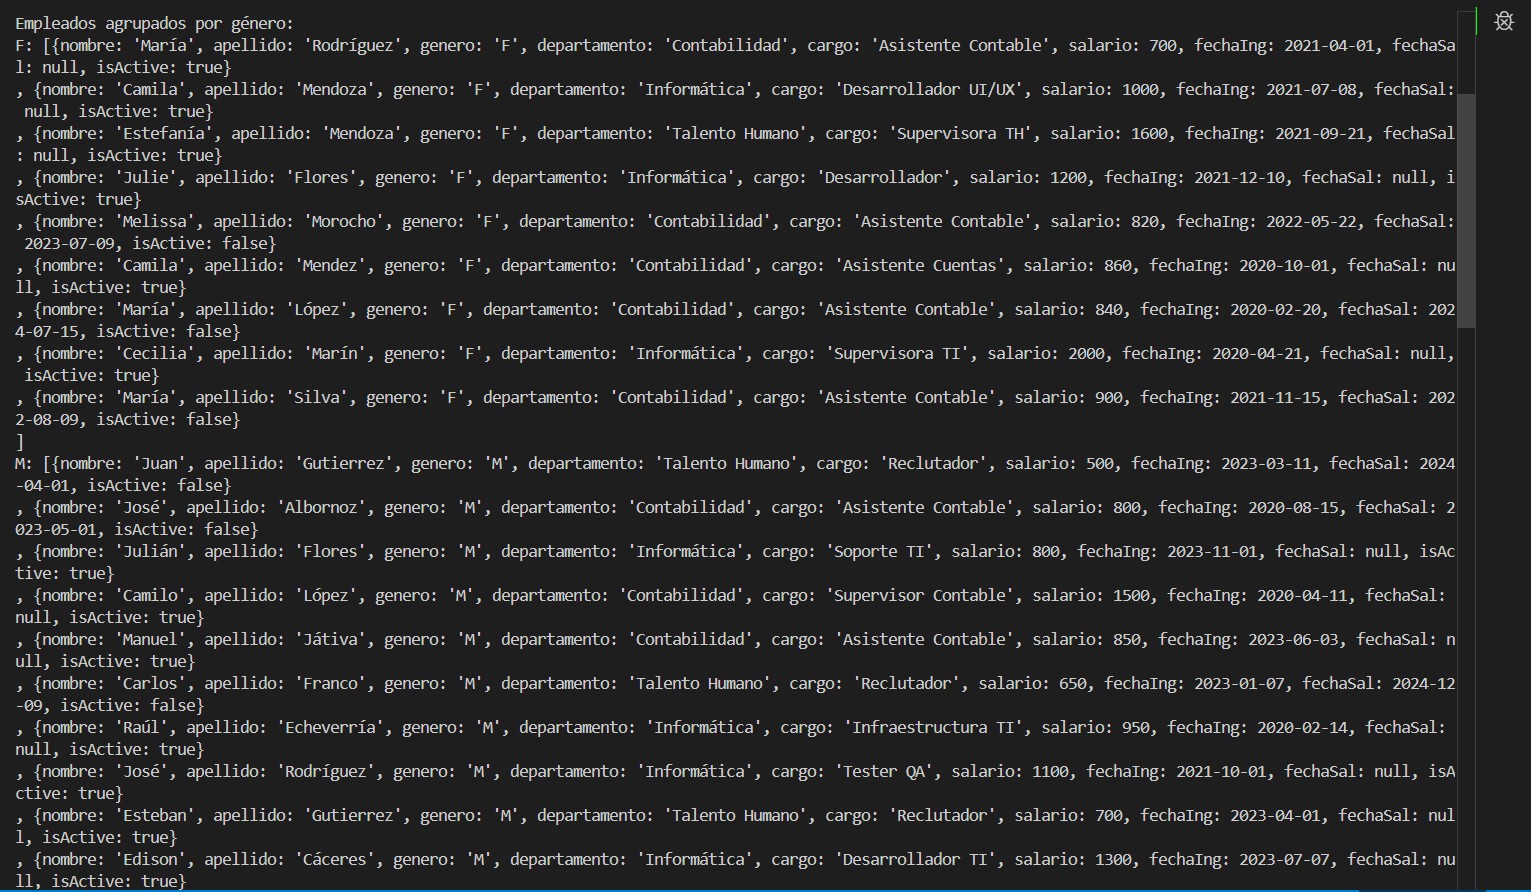 Empleados agrupados por género:
F: [{nombre: 'María', apellido: 'Rodríguez', genero: 'F', departamento: 'Contabilidad', cargo: 'Asistente Contable', salario: 700, fechaIng: 2021-04-01, fechaSa
l: null, isActive: true}
, {nombre: 'Camila', apellido: 'Mendoza', genero: 'F', departamento: 'Informática', cargo: 'Desarrollador UI/UX', salario: 1000, fechaIng: 2021-07-08, fechaSal:
 null, isActive: true}
, {nombre: 'Estefanía', apellido: 'Mendoza', genero: 'F', departamento: 'Talento Humano', cargo: 'Supervisora TH', salario: 1600, fechaIng: 2021-09-21, fechaSal
: null, isActive: true}
, {nombre: 'Julie', apellido: 'Flores', genero: 'F', departamento: 'Informática', cargo: 'Desarrollador', salario: 1200, fechaIng: 2021-12-10, fechaSal: null, i
sActive: true}
, {nombre: 'Melissa', apellido: 'Morocho', genero: 'F', departamento: 'Contabilidad', cargo: 'Asistente Contable', salario: 820, fechaIng: 2022-05-22, fechaSal:
 2023-07-09, isActive: false}
, {nombre: 'Camila', apellido: 'Mendez', genero: 'F', departamento: 'Contabilidad', cargo: 'Asistente Cuentas', salario: 860, fechaIng: 2020-10-01, fechaSal: nu
ll, isActive: true}
, {nombre: 'María', apellido: 'López', genero: 'F', departamento: 'Contabilidad', cargo: 'Asistente Contable', salario: 840, fechaIng: 2020-02-20, fechaSal: 202
4-07-15, isActive: false}
, {nombre: 'Cecilia', apellido: 'Marín', genero: 'F', departamento: 'Informática', cargo: 'Supervisora TI', salario: 2000, fechaIng: 2020-04-21, fechaSal: null,
 isActive: true}
, {nombre: 'María', apellido: 'Silva', genero: 'F', departamento: 'Contabilidad', cargo: 'Asistente Contable', salario: 900, fechaIng: 2021-11-15, fechaSal: 202
2-08-09, isActive: false}
]
M: [{nombre: 'Juan', apellido: 'Gutierrez', genero: 'M', departamento: 'Talento Humano', cargo: 'Reclutador', salario: 500, fechaIng: 2023-03-11, fechaSal: 2024
-04-01, isActive: false}
, {nombre: 'José', apellido: 'Albornoz', genero: 'M', departamento: 'Contabilidad', cargo: 'Asistente Contable', salario: 800, fechaIng: 2020-08-15, fechaSal: 2
023-05-01, isActive: false}
, {nombre: 'Julián', apellido: 'Flores', genero: 'M', departamento: 'Informática', cargo: 'Soporte TI', salario: 800, fechaIng: 2023-11-01, fechaSal: null, isAc
tive: true}
, {nombre: 'Camilo', apellido: 'López', genero: 'M', departamento: 'Contabilidad', cargo: 'Supervisor Contable', salario: 1500, fechaIng: 2020-04-11, fechaSal:
null, isActive: true}
, {nombre: 'Manuel', apellido: 'Játiva', genero: 'M', departamento: 'Contabilidad', cargo: 'Asistente Contable', salario: 850, fechaIng: 2023-06-03, fechaSal: n
ull, isActive: true}
, {nombre: 'Carlos', apellido: 'Franco', genero: 'M', departamento: 'Talento Humano', cargo: 'Reclutador', salario: 650, fechaIng: 2023-01-07, fechaSal: 2024-12
-09, isActive: false}
, {nombre: 'Raúl', apellido: 'Echeverría', genero: 'M', departamento: 'Informática', cargo: 'Infraestructura TI', salario: 950, fechaIng: 2020-02-14, fechaSal:
null, isActive: true}
, {nombre: 'José', apellido: 'Rodríguez', genero: 'M', departamento: 'Informática', cargo: 'Tester QA', salario: 1100, fechaIng: 2021-10-01, fechaSal: null, isA
ctive: true}
, {nombre: 'Esteban', apellido: 'Gutierrez', genero: 'M', departamento: 'Talento Humano', cargo: 'Reclutador', salario: 700, fechaIng: 2023-04-01, fechaSal: nul
l, isActive: true}
, {nombre: 'Edison', apellido: 'Cáceres', genero: 'M', departamento: 'Informática', cargo: 'Desarrollador TI', salario: 1300, fechaIng: 2023-07-07, fechaSal: nu
ll, isActive: true}